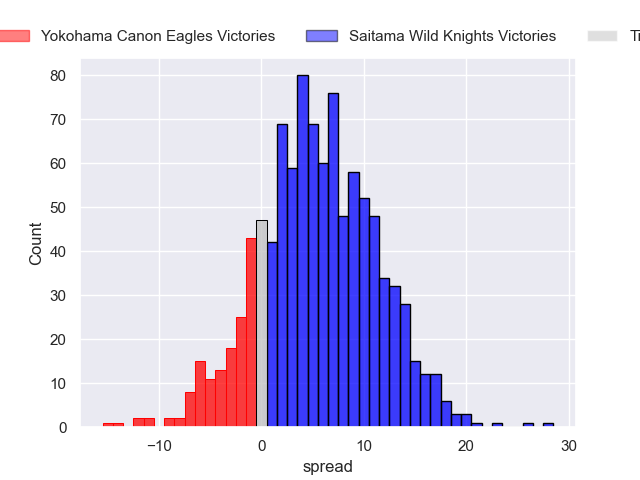 Yokohama Canon Eagles Victories Saitama Wild Knights Victories Ti
80
70
60
50
40
30
20
10
0
Count
−10 0 10 20 30
spread